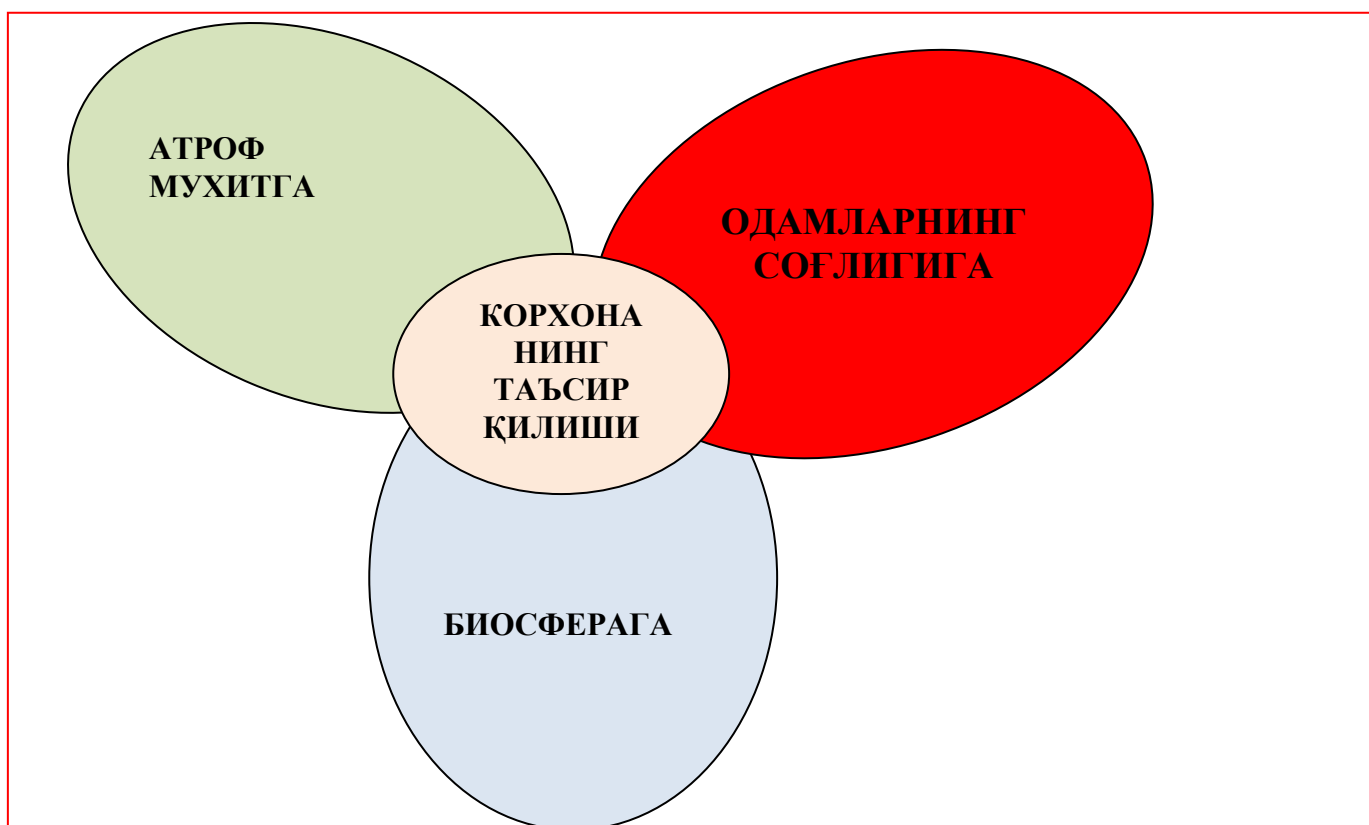 АТРОФ
МУХИТГА
ОДАМЛАРНИНГ
СОҒЛИГИГА
КОРХОНА
НИНГ
ТАЪСИР
ҚИЛИШИ
БИОСФЕРАГА